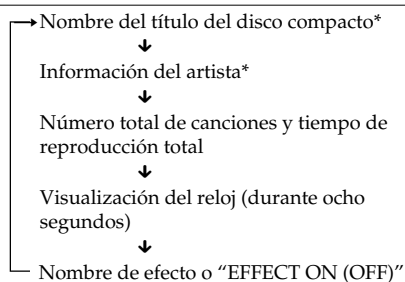 Nombre del título del disco compacto*
Información del artista*
Número total de canciones y tiempo de
reproducción total
Visualización del reloj (durante ocho
segundos)
Nombre de efecto o “EFFECT ON (OFF)”